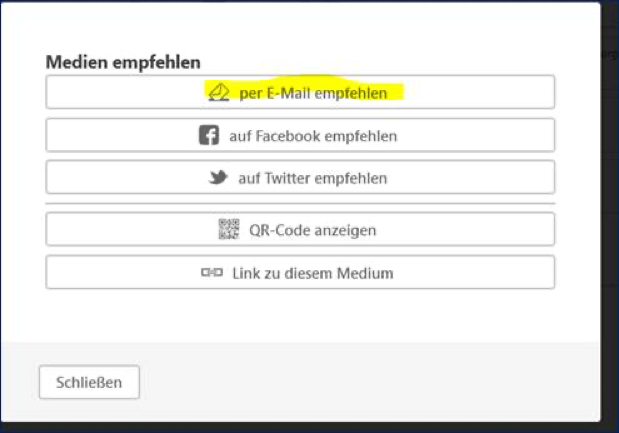 Medien empfehlen
per E-Mail empfehlen
auf Facebook empfehlen
auf Twitter empfehlen
QR-Code anzeigen
Link zu diesem Medium
Schließen